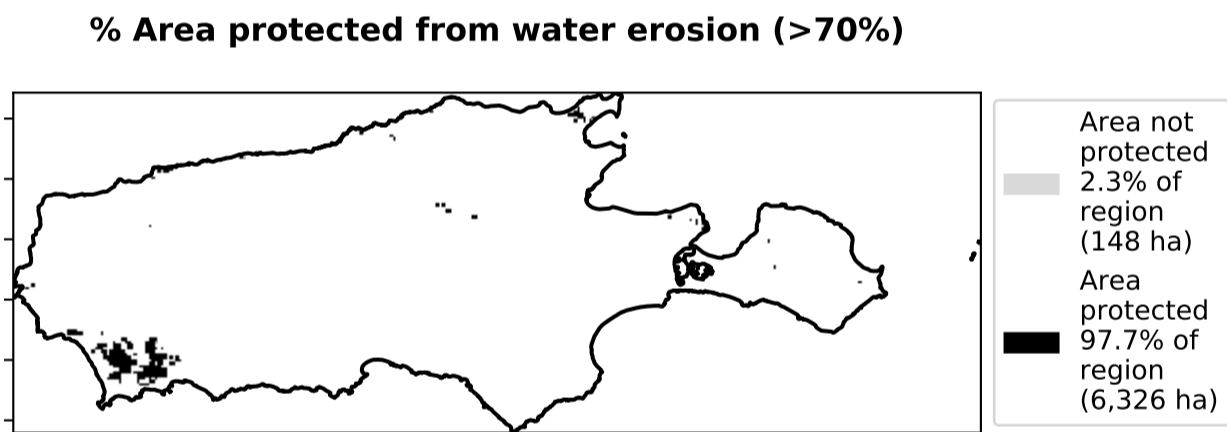 % Area protected from water erosion (>70%)
Area not
protected
2.3% of
region
(148 ha)
Area
protected
97.7% of
region
(6,326 ha)